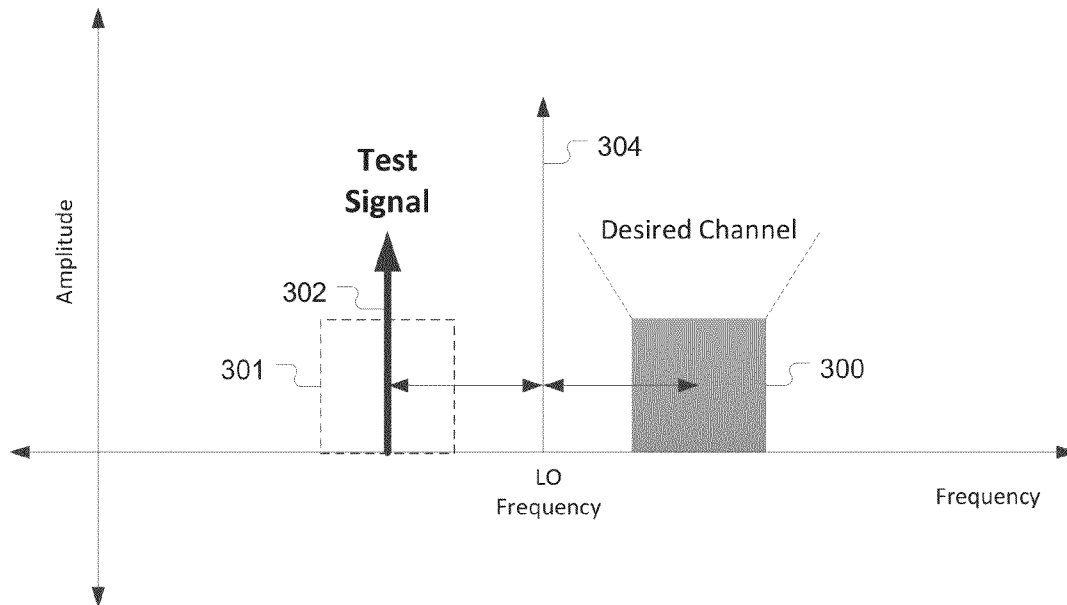 304
Test
Signal
Desired Channel
Amplitude
302
301
300
LO
Frequency
Frequency